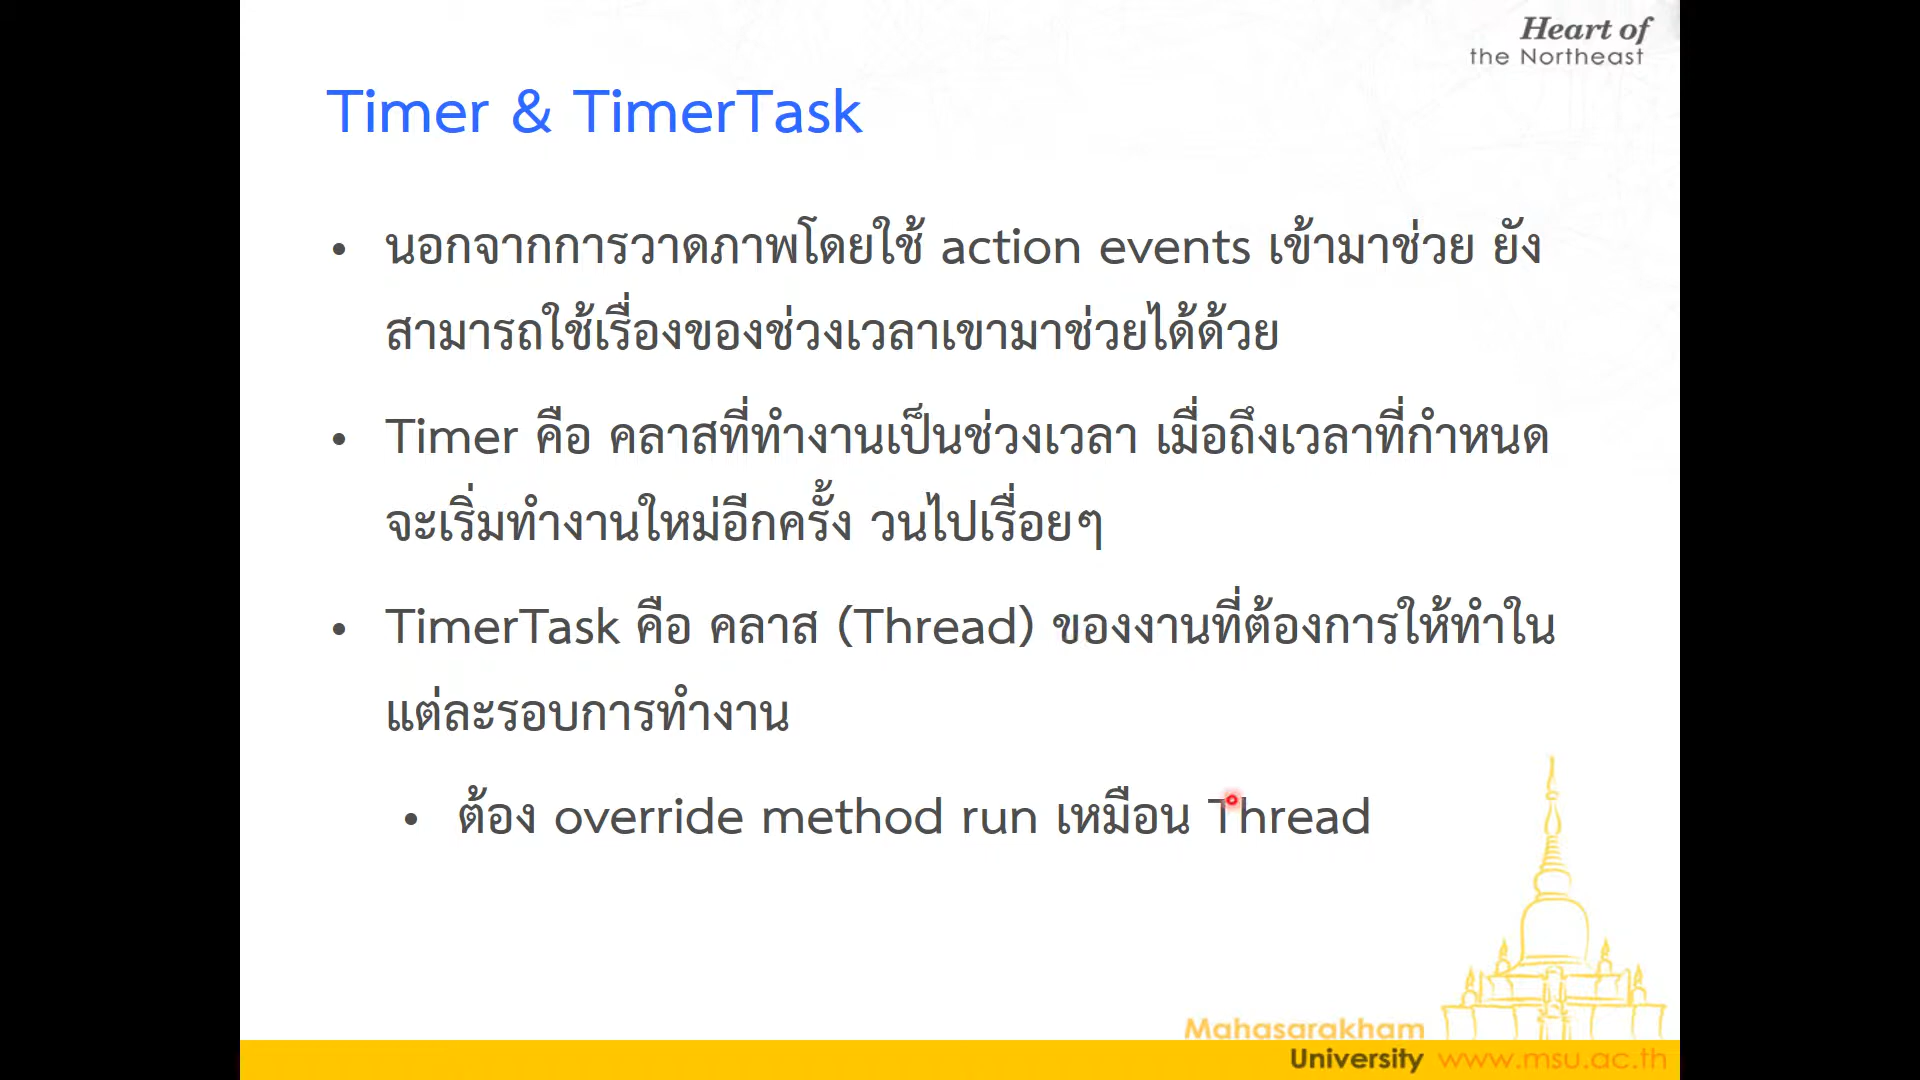 Heart of
the Northeast
Timer & TimerTask
• นอกจากการวาดภาพโดยใช้ action events เข้ามาช่วย ยัง
สามารถใช้เรื่องของช่วงเวลาเขามาช่วยได้ด้วย
• Timer คือ คลาสที่ทำงานเป็นช่วงเวลา เมื่อถึงเวลาที่กำหนด
จะเริ่มทำงานใหม่อีกครั้ง วนไปเรื่อยๆ
• TimerTask คือ คลาส (Thread) ของงานที่ต้องการให้ทำใน
แต่ละรอบการทำงาน
• ต้อง override method run เหมือน Thread
Mahasarakham
University www.msu.ac.th